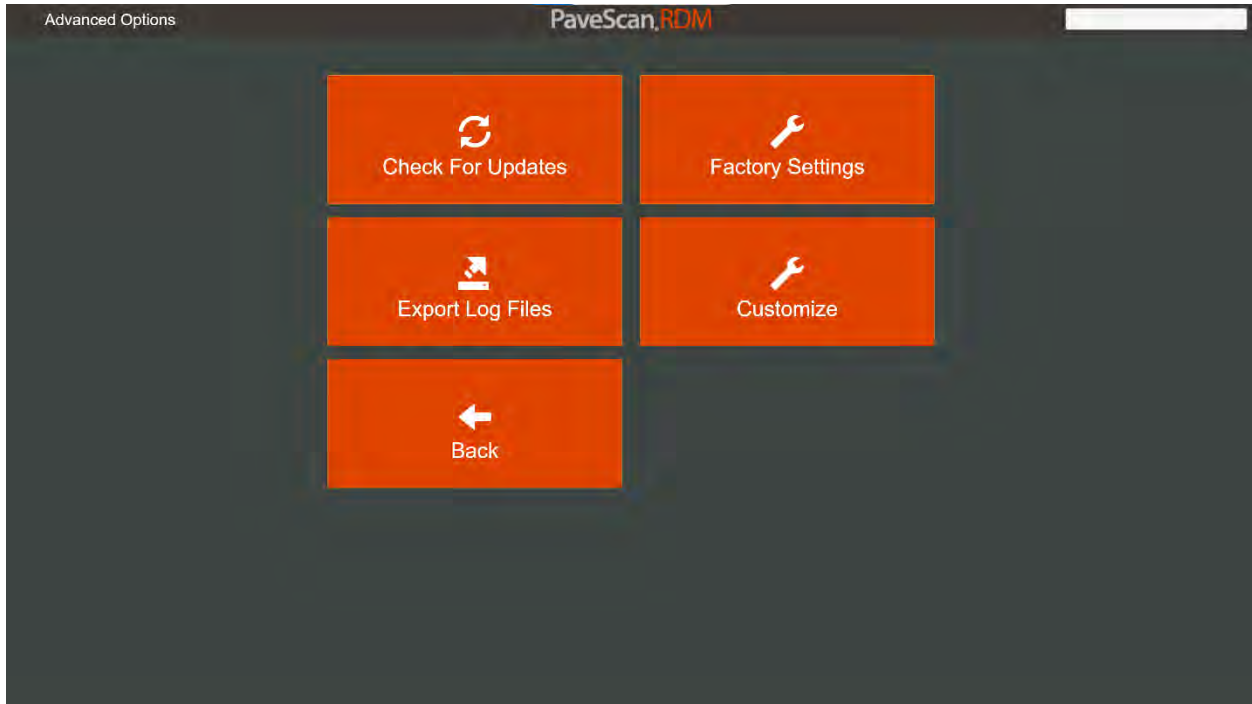 Advanced Options
PaveScan RDM
Check For Updates
Factory Settings
Export Log Files
Customize
Back